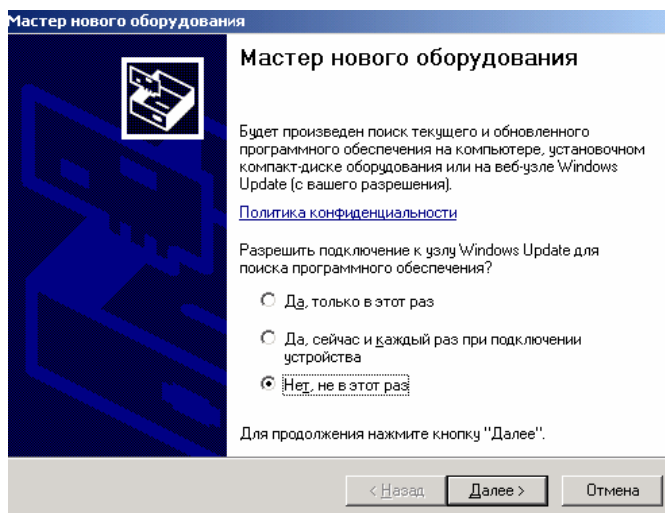 Мастер нового оборудования
Мастер нового оборудования
Будет произведен поиск текущего и обновленного
программного обеспечения на компьютере, установочном
компакт-диске оборудования или на веб-узле Windows
Update (с вашего разрешения).
Политика конфиденциальности
Разрешить подключение к узлу Windows Update для
поиска программного обеспечения?
Да, только в этот раз
Да, сейчас и каждый раз при подключении
устройства
Нет, не в этот раз
Для продолжения нажмите кнопку "Далее".
< Назад Далее > Отмена